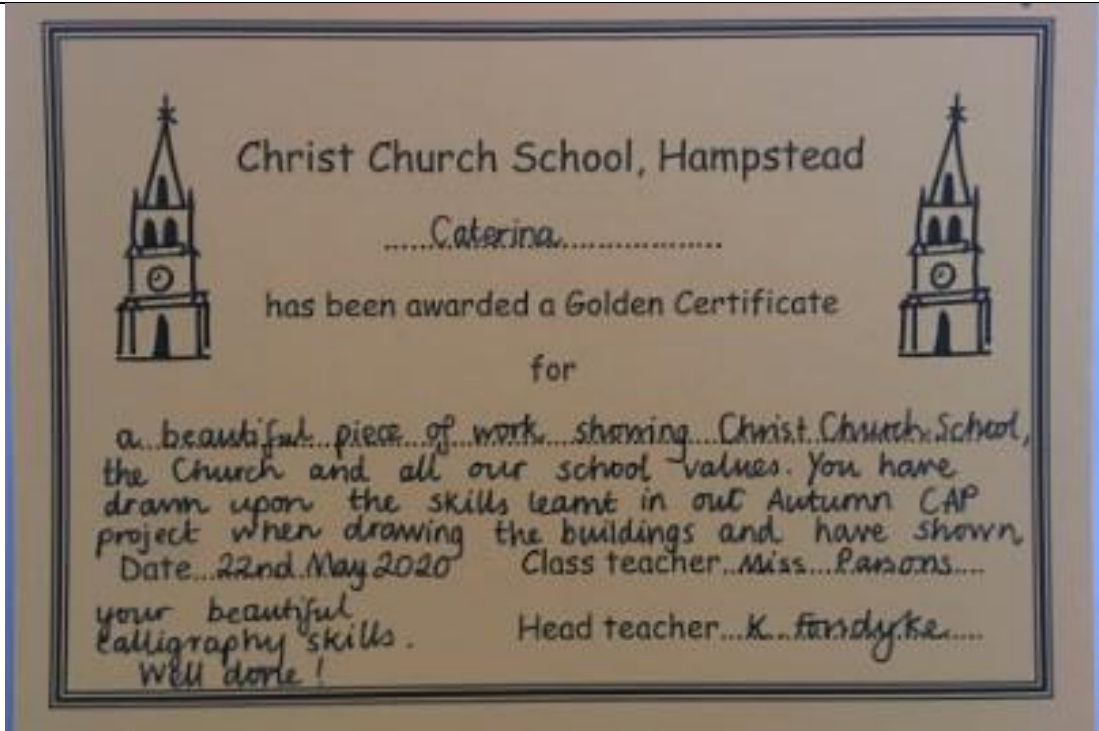 Christ Church School, Hampstead
Caterina
has been awarded a Golden Certificate
for
a beautiful piece of work showing Christ Church School,
the Church and all our school values. You have
drawn upon the skills learnt in our Autumn CAP
project when drawing the buildings and have shown
Date 22nd May 2020 Class teacher Miss Parsons
your beautiful
calligraphy skills.
Head teacher K
Well done!